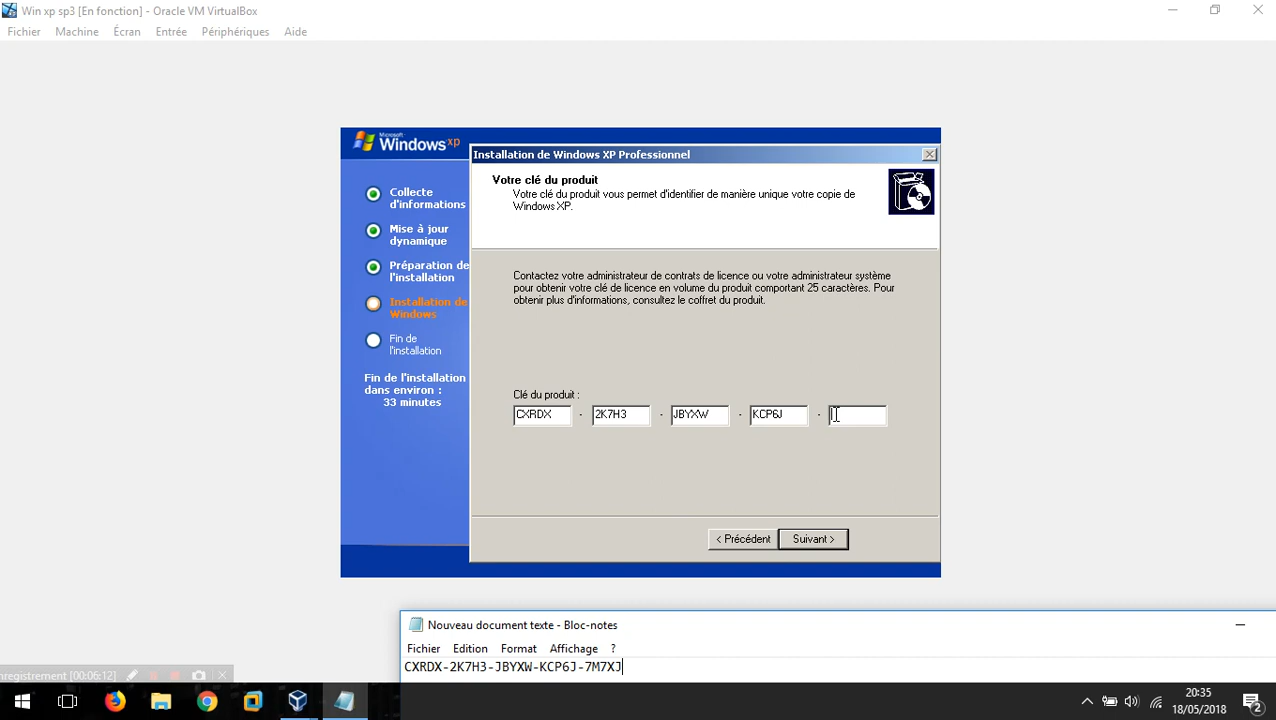 Win xp sp3 [En fonction] - Oracle VM VirtualBox
Fichier Machine Écran Entrée Périphériques Aide
Microsoft
Windows xp
Collecte
d'informations
Mise à jour
dynamique
Préparation de
l'installation
Installation de
Windows
Fin de
l'installation
Fin de l'installation
dans environ :
33 minutes
Installation de Windows XP Professionnel
Votre clé du produit
Votre clé du produit vous permet d'identifier de manière unique votre copie de
Windows XP.
Contactez votre administrateur de contrats de licence ou votre administrateur système
pour obtenir votre clé de licence en volume du produit comportant 25 caractères. Pour
obtenir plus d'informations, consultez le coffret du produit.
Clé du produit :
CXRDX - 2K7H3 - JBYXW - KCP6J -
< Précédent Suivant >
Nouveau document texte - Bloc-notes
Fichier Edition Format Affichage ?
CXRDX-2K7H3-JBYXW-KCP6J-7M7XJ
nregistrement [00:06:12]
20:35
18/05/2018
2